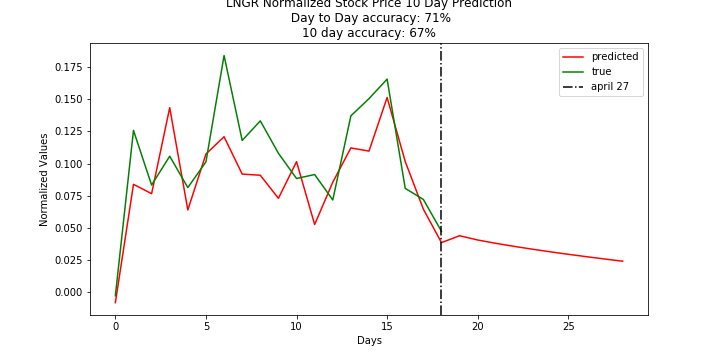 LNGR Normalized Stock Price 10 Day Prediction
Day to Day accuracy: 71%
10 day accuracy: 67%
predicted
true
april 27
Normalized Values
0.175
0.150
0.125
0.100
0.075
0.050
0.025
0.000
0 5 10 15 20 25
Days